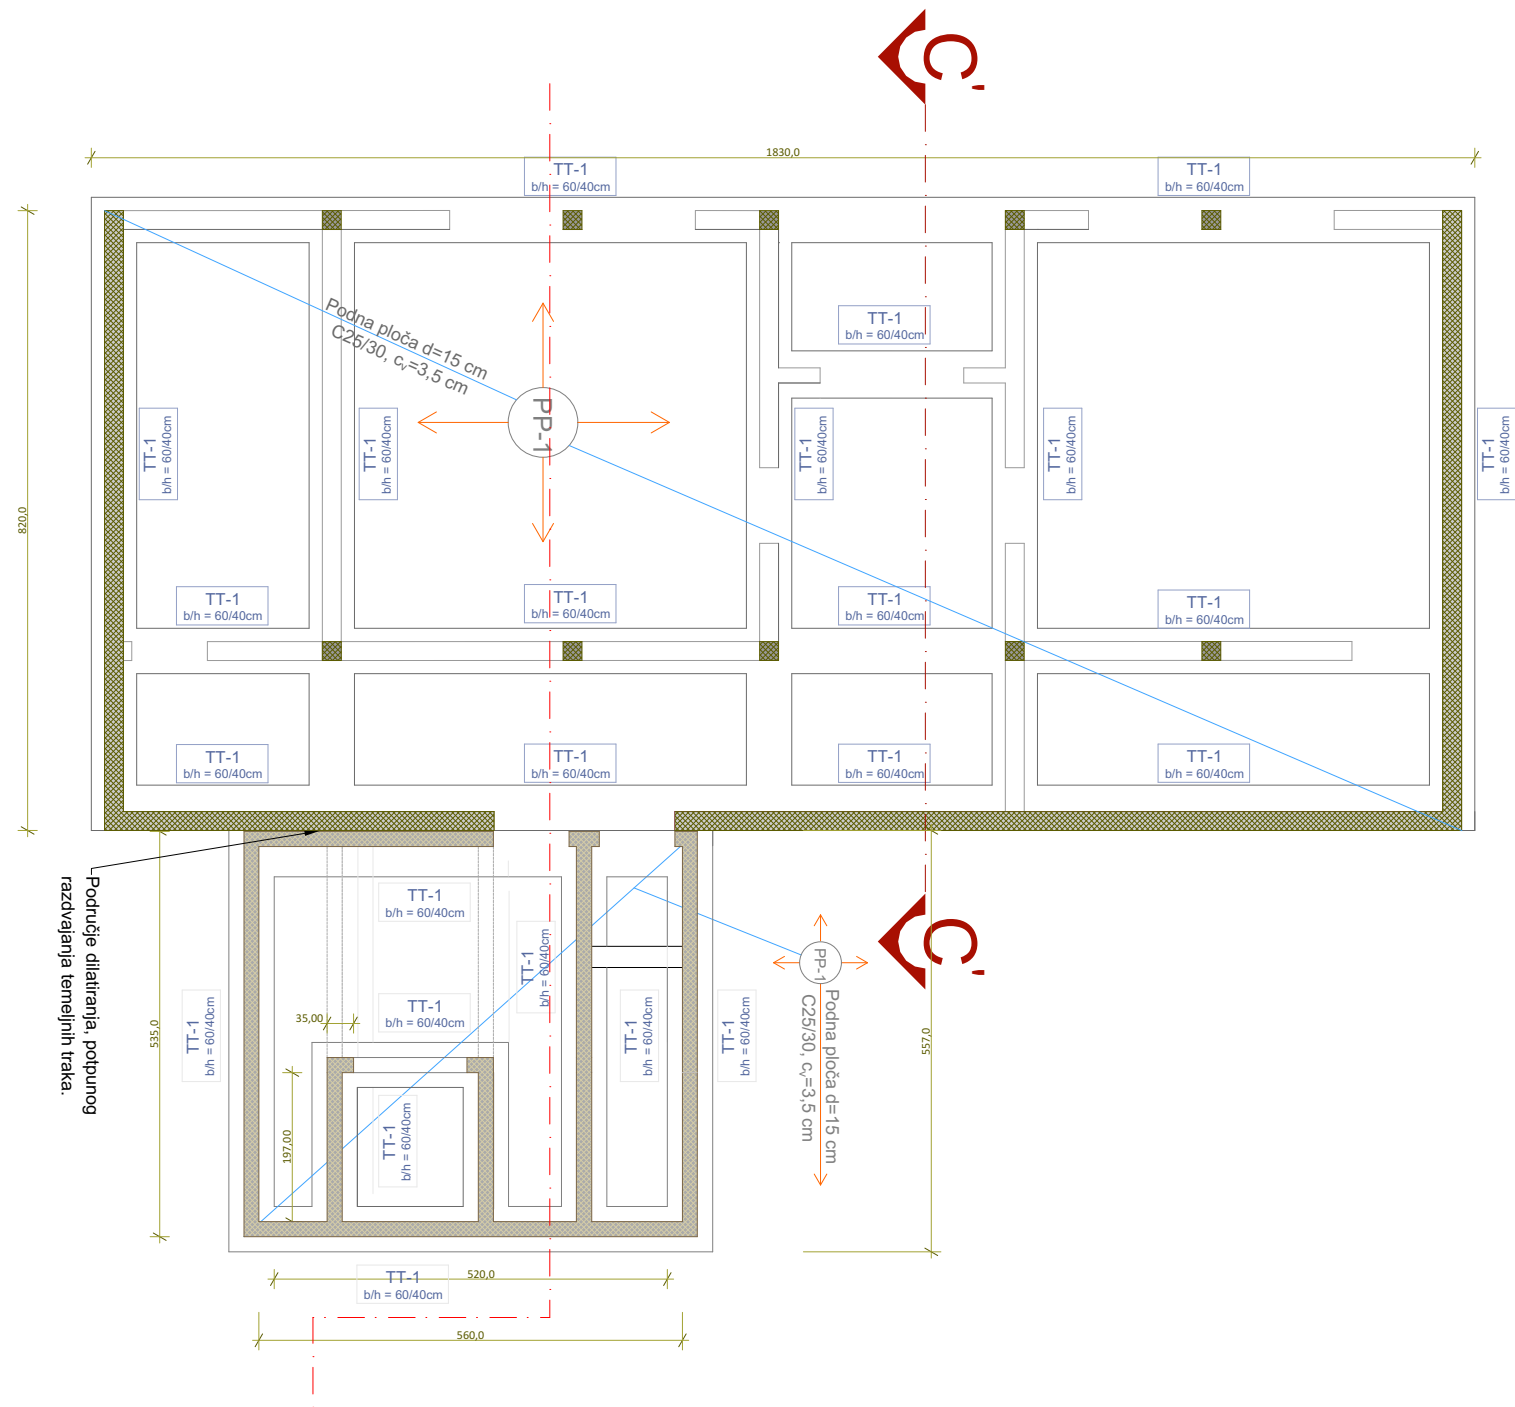 C'
1830,0
TT-1
b/h = 60/40cm
TT-1
b/h = 60/40cm
820,0
Podna ploča d=15 cm
C25/30, cv=3,5 cm
PP-1
TT-1
b/h = 60/40cm
TT-1
b/h = 60/40cm
TT-1
b/h = 60/40cm
TT-1
b/h = 60/40cm
TT-1
b/h = 60/40cm
TT-1
b/h = 60/40cm
TT-1
b/h = 60/40cm
TT-1
b/h = 60/40cm
TT-1
b/h = 60/40cm
TT-1
b/h = 60/40cm
TT-1
b/h = 60/40cm
TT-1
b/h = 60/40cm
TT-1
b/h = 60/40cm
TT-1
b/h = 60/40cm
Područje dilatiranja, potpunog
razdvajanja temeljnih traka.
TT-1
b/h = 60/40cm
TT-1
b/h = 60/40cm
C'
PP-1
Podna ploča d=15 cm
C25/30, cv=3,5 cm
535,0
TT-1
b/h = 60/40cm
35,00
TT-1
b/h = 60/40cm
TT-1
b/h = 60/40cm
TT-1
b/h = 60/40cm
557,0
197,00
TT-1
b/h = 60/40cm
TT-1
b/h = 60/40cm
520,0
560,0